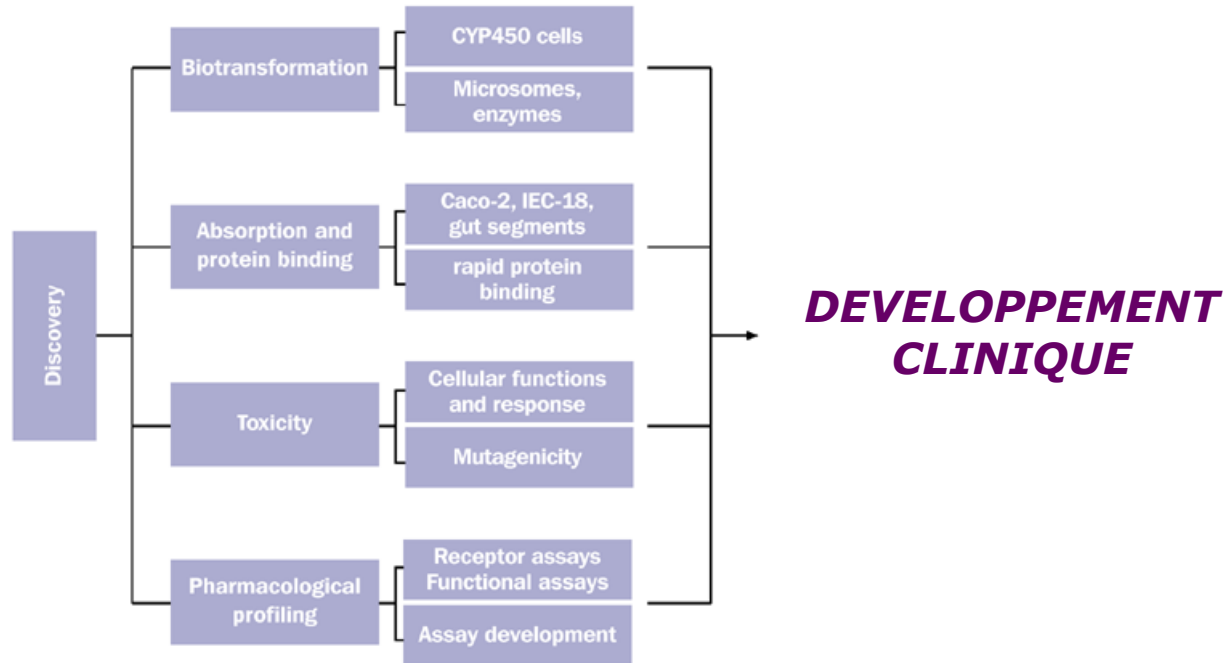 Discovery
Biotransformation
CYP450 cells
Microsomes,
enzymes
Absorption and
protein binding
Caco-2, IEC-18,
gut segments
rapid protein
binding
Toxicity
Cellular functions
and response
Mutagenicity
Pharmacological
profiling
Receptor assays
Functional assays
Assay development
DEVELOPPEMENT
CLINIQUE